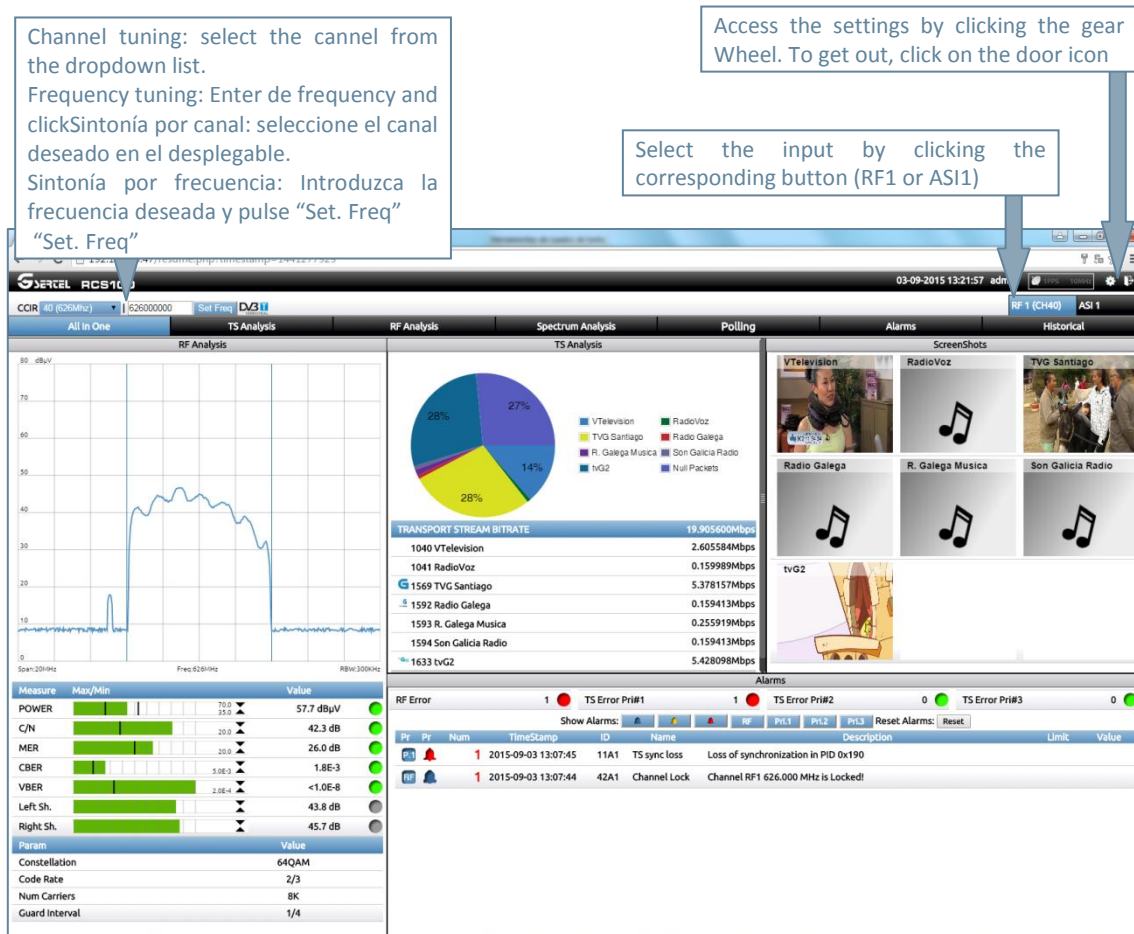 Channel tuning: select the cannel from
the dropdown list.
Frequency tuning: Enter de frequency and
clickSintonía por canal: seleccione el canal
deseado en el desplegable.
Sintonía por frecuencia: Introduzca la
frecuencia deseada y pulse “Set. Freq”
“Set. Freq”
Access the settings by clicking the gear
Wheel. To get out, click on the door icon
Select the input by clicking the
corresponding button (RF1 or ASI1)
SERTEL RCS1
03-09-2015 13:21:57
1PPS 10MHz
CCIR 40 (626Mhz) 626000000 Set Freq DVB T
RF 1 (CH40) ASI 1
All In One TS Analysis RF Analysis Spectrum Analysis Polling Alarms Historical
RF Analysis
80 dBµV
70
60
50
40
30
20
10
0
Span:20MHz Freq:626MHz RBW:300KHz
TS Analysis
28% 27% 14% 28%
VTelevision RadioVoz
TVG Santiago Radio Galega
R. Galega Musica Son Galicia Radio
tvG2 Null Packets
TRANSPORT STREAM BITRATE 19.905600Mbps
1040 VTelevision 2.605584Mbps
1041 RadioVoz 0.159989Mbps
1569 TVG Santiago 5.378157Mbps
1592 Radio Galega 0.159413Mbps
1593 R. Galega Musica 0.255919Mbps
1594 Son Galicia Radio 0.159413Mbps
1633 tvG2 5.428098Mbps
ScreenShots
VTelevision RadioVoz TVG Santiago
Radio Galega R. Galega Musica Son Galicia Radio
tvG2
Measure Max/Min Value
POWER 70.0 35.0 57.7 dBµV
C/N 20.0 42.3 dB
MER 20.0 26.0 dB
CBER 5.0E-3 1.8E-3
VBER 2.0E-4 <1.0E-8
Left Sh. 43.8 dB
Right Sh. 45.7 dB
Param Value
Constellation 64QAM
Code Rate 2/3
Num Carriers 8K
Guard Interval 1/4
Alarms
RF Error 1 TS Error Pri#1 1 TS Error Pri#2 0 TS Error Pri#3 0
Show Alarms: RF Pri.1 Pri.2 Pri.3 Reset Alarms: Reset
Pr Pr Num TimeStamp ID Name Description Limit Value
P.1 1 2015-09-03 13:07:45 11A1 TS sync loss Loss of synchronization in PID 0x190
RF 1 2015-09-03 13:07:44 42A1 Channel Lock Channel RF1 626.000 MHz is Locked!